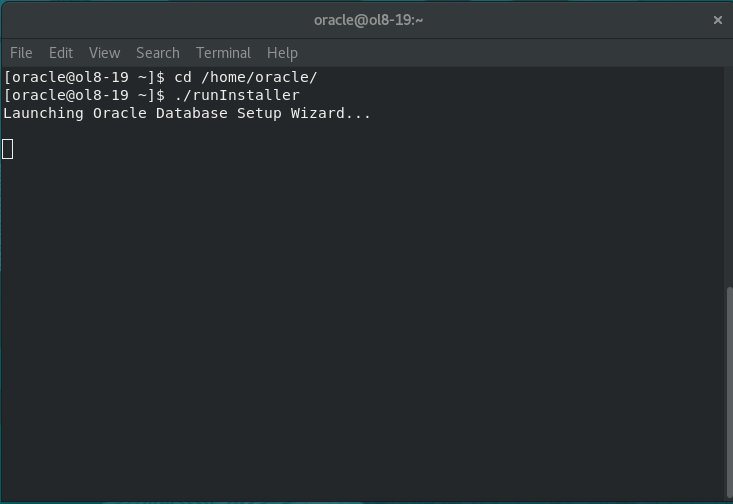 oracle@ol8-19:~
File Edit View Search Terminal Help
[oracle@ol8-19 ~]$ cd /home/oracle/
[oracle@ol8-19 ~]$ ./runInstaller
Launching Oracle Database Setup Wizard...